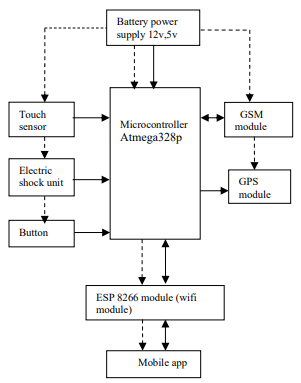 Battery power
supply 12v,5v
Touch
sensor
Microcontroller
Atmega328p
GSM
module
Electric
shock unit
GPS
module
Button
ESP 8266 module (wifi
module)
Mobile app